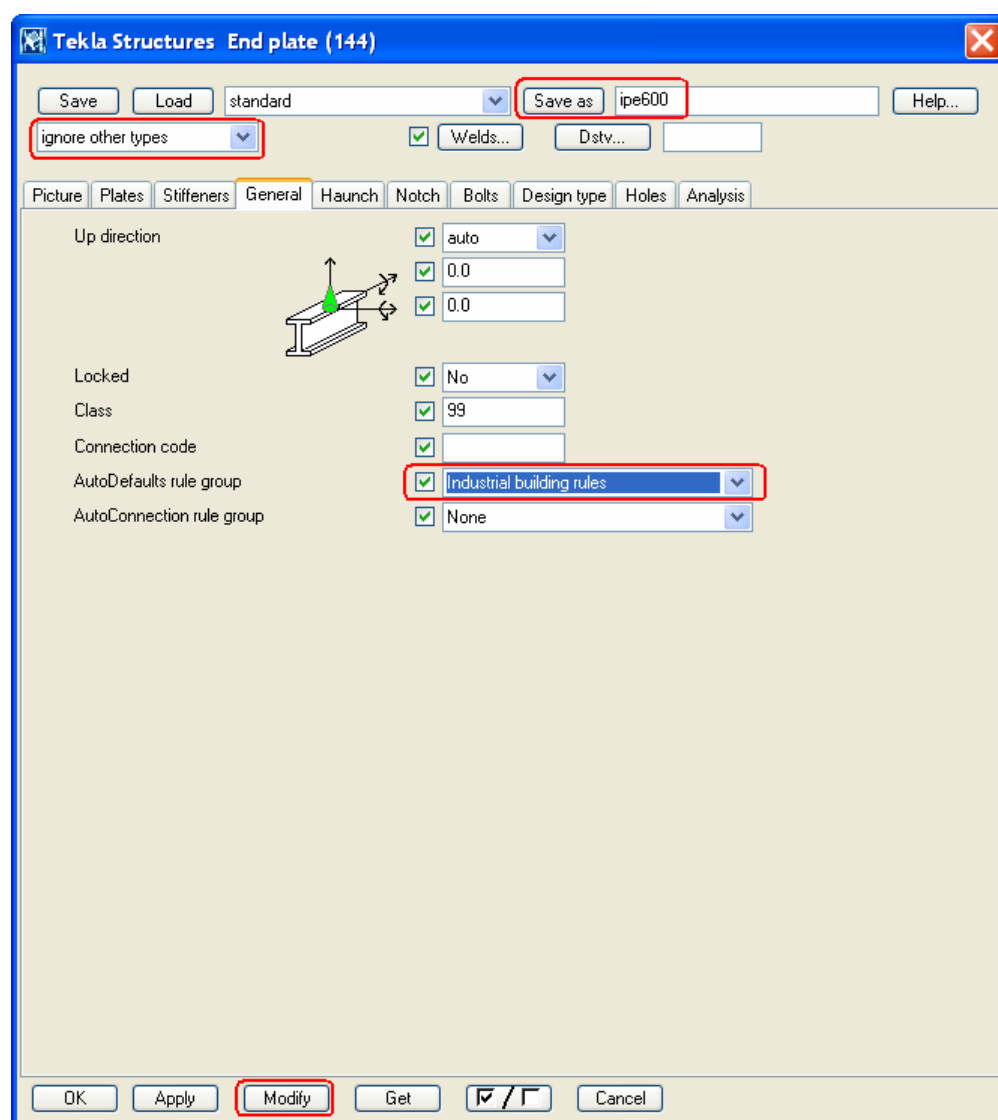 Tekla Structures End plate (144)
Save Load standard Save as ipe600 Help...
ignore other types Welds... Dstv...
Picture Plates Stiffeners General Haunch Notch Bolts Design type Holes Analysis
Up direction auto
0.0
0.0
Locked No
Class 99
Connection code
AutoDefaults rule group Industrial building rules
AutoConnection rule group None
OK Apply Modify Get / Cancel